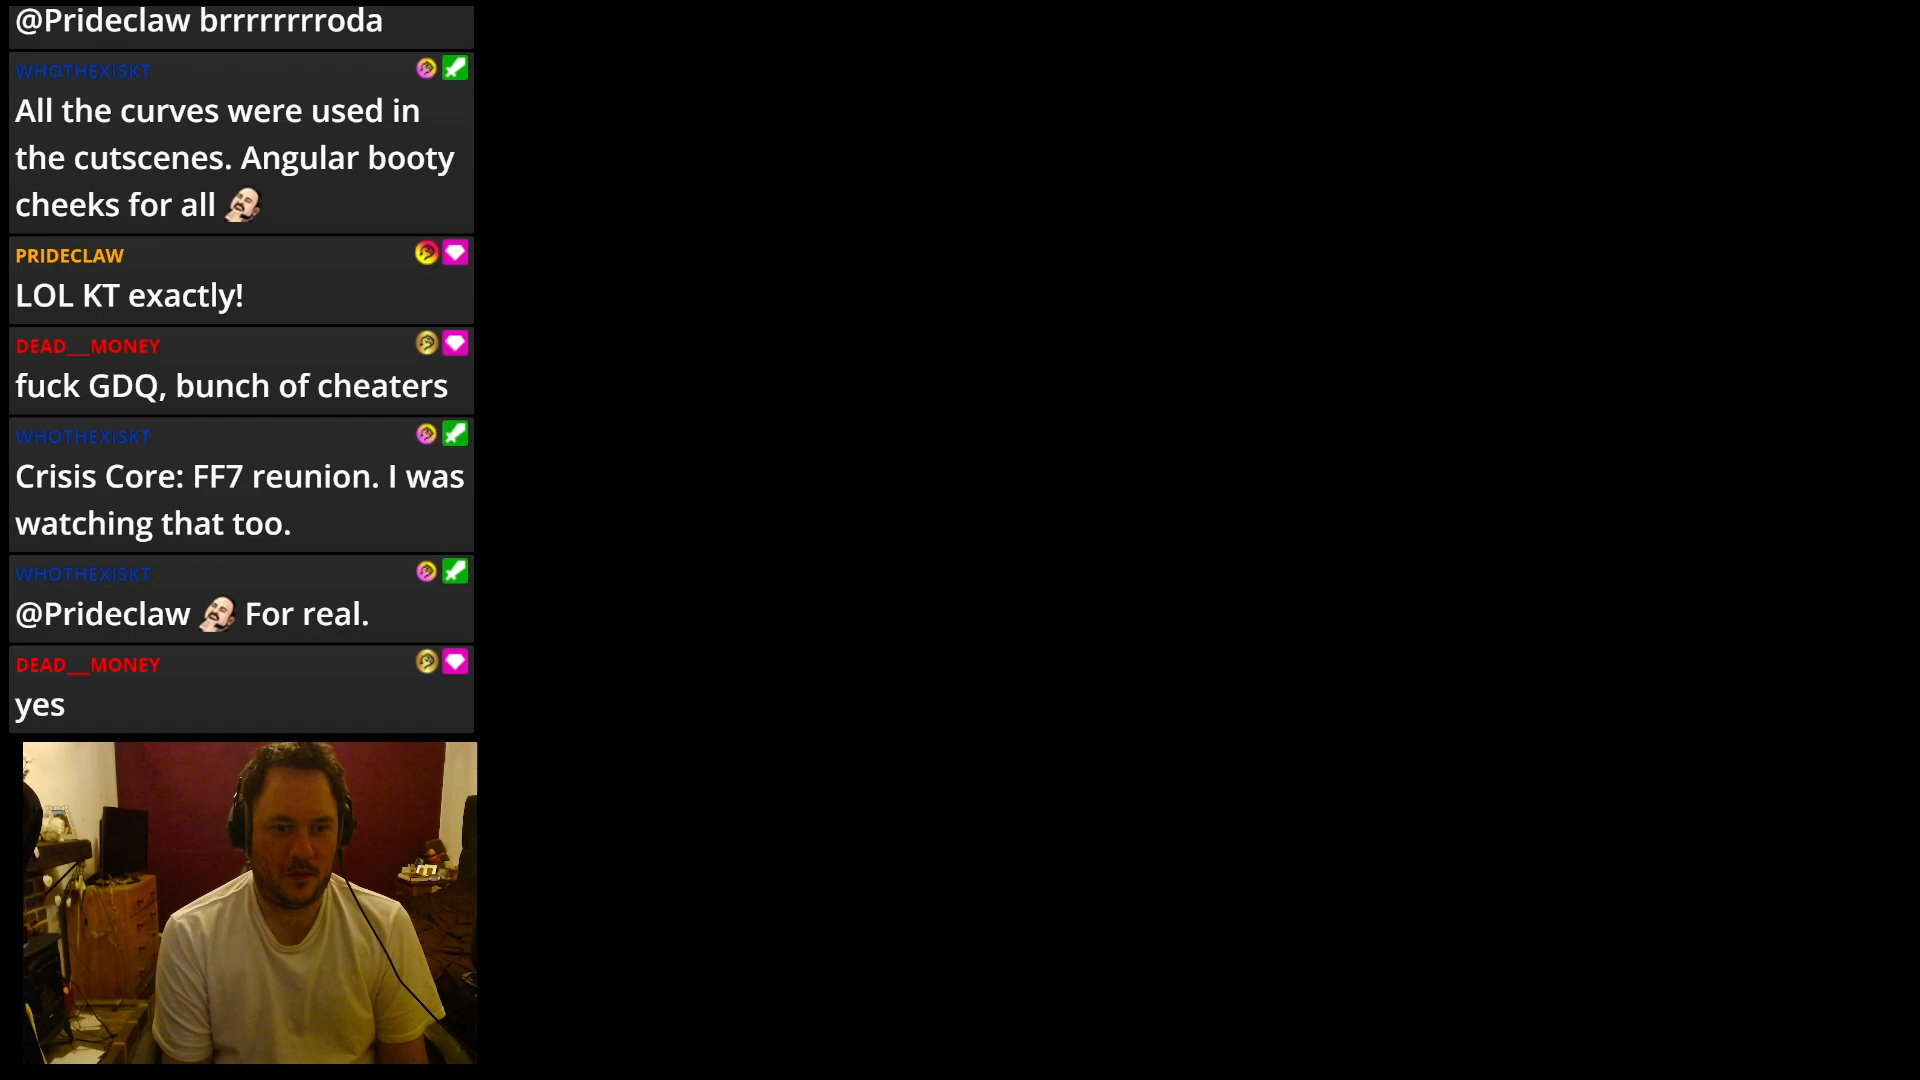 @Prideclaw brrrrrrrroda
WHOTHEXISKT
All the curves were used in
the cutscenes. Angular booty
cheeks for all
PRIDECLAW
LOL KT exactly!
DEAD___MONEY
fuck GDQ, bunch of cheaters
WHOTHEXISKT
Crisis Core: FF7 reunion. I was
watching that too.
WHOTHEXISKT
@Prideclaw For real.
DEAD___MONEY
yes